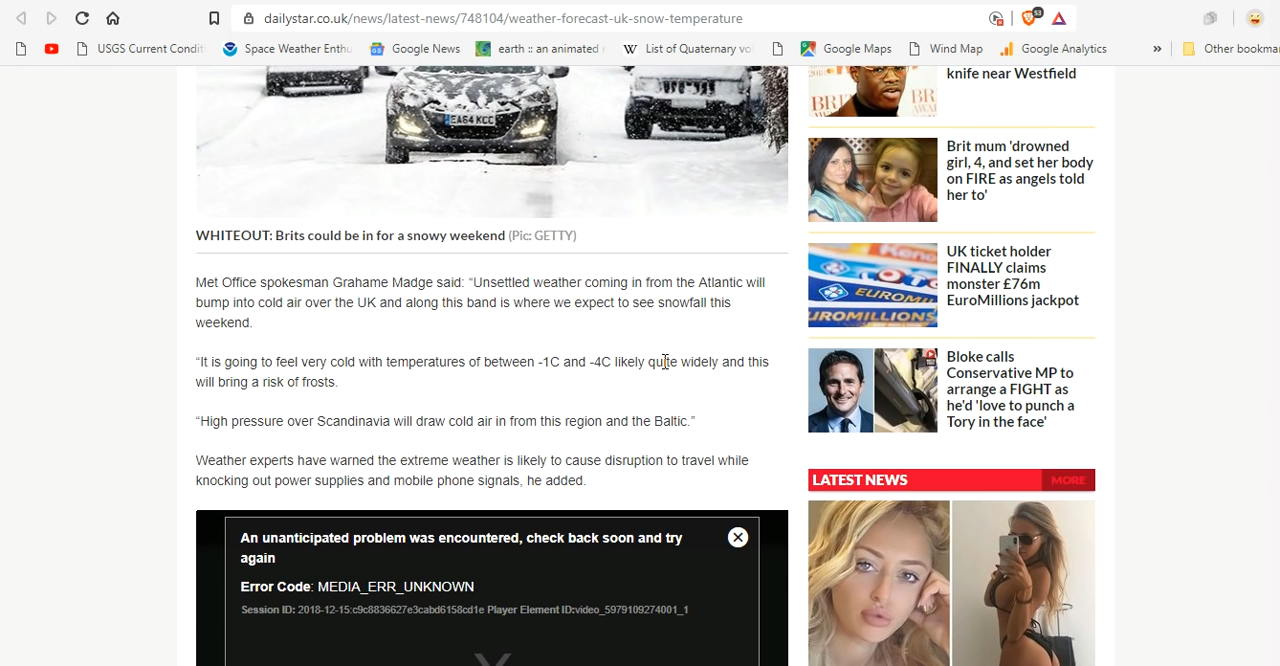 dailystar.co.uk/news/latest-news/748104/weather-forecast-uk-snow-temperature
53
USGS Current Condit
Space Weather Enthu
Google News
earth :: an animated
List of Quaternary vo
Google Maps
Wind Map
Google Analytics
»
Other bookma
EA64 KCC
WHITEOUT: Brits could be in for a snowy weekend (Pic: GETTY)
Met Office spokesman Grahame Madge said: “Unsettled weather coming in from the Atlantic will
bump into cold air over the UK and along this band is where we expect to see snowfall this
weekend.
“It is going to feel very cold with temperatures of between -1C and -4C likely quite widely and this
will bring a risk of frosts.
“High pressure over Scandinavia will draw cold air in from this region and the Baltic.”
Weather experts have warned the extreme weather is likely to cause disruption to travel while
knocking out power supplies and mobile phone signals, he added.
An unanticipated problem was encountered, check back soon and try
again
Error Code: MEDIA_ERR_UNKNOWN
Session ID: 2018-12-15:c9c8836627e3cabd6158cd1e Player Element ID:video_5979109274001_1
knife near Westfield
Brit mum 'drowned
girl, 4, and set her body
on FIRE as angels told
her to'
UK ticket holder
FINALLY claims
monster £76m
EuroMillions jackpot
EUROM
UROMILLIONS
Bloke calls
Conservative MP to
arrange a FIGHT as
he'd 'love to punch a
Tory in the face'
LATEST NEWS
MORE